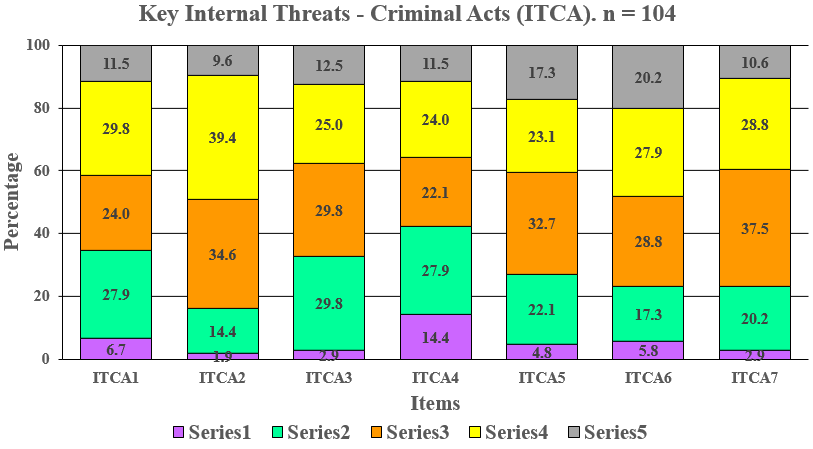 Key Internal Threats - Criminal Acts (ITCA). n = 104
Percentage
100
80
60
40
20
0
11.5 9.6 12.5 11.5 17.3 20.2 10.6
29.8 39.4 25.0 24.0 23.1 27.9 28.8
24.0 34.6 29.8 22.1 32.7 28.8 37.5
27.9 14.4 29.8 27.9 22.1 17.3 20.2
6.7 1.9 2.9 14.4 4.8 5.8 2.9
ITCA1 ITCA2 ITCA3 ITCA4 ITCA5 ITCA6 ITCA7
Items
Series1 Series2 Series3 Series4 Series5